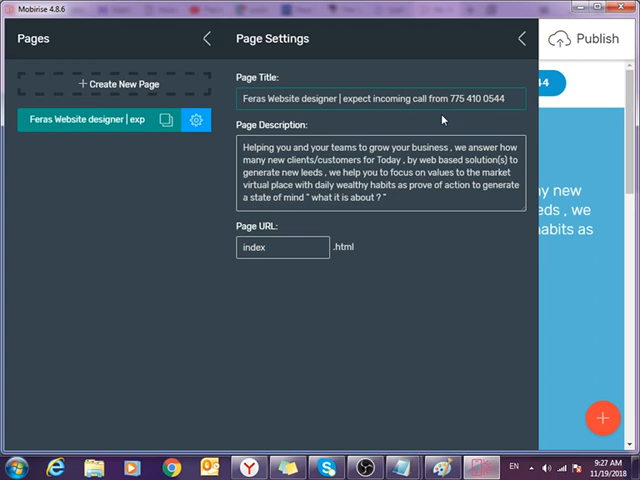 Mobirise 4.8.6
Pages
Page Settings
Publish
Page Title:
+ Create New Page
Feras Website designer | expect incoming call from 775 410 0544
44
Feras Website designer | exp
Page Description:
Helping you and your teams to grow your business , we answer how
many new clients/customers for Today , by web based solution(s) to
generate new leeds , we help you to focus on values to the market
virtual place with daily wealthy habits as prove of action to generate
a state of mind " what it is about ? "
by new
eeds , we
habits as
Page URL:
index
.html
EN
9:27 AM
11/19/2018